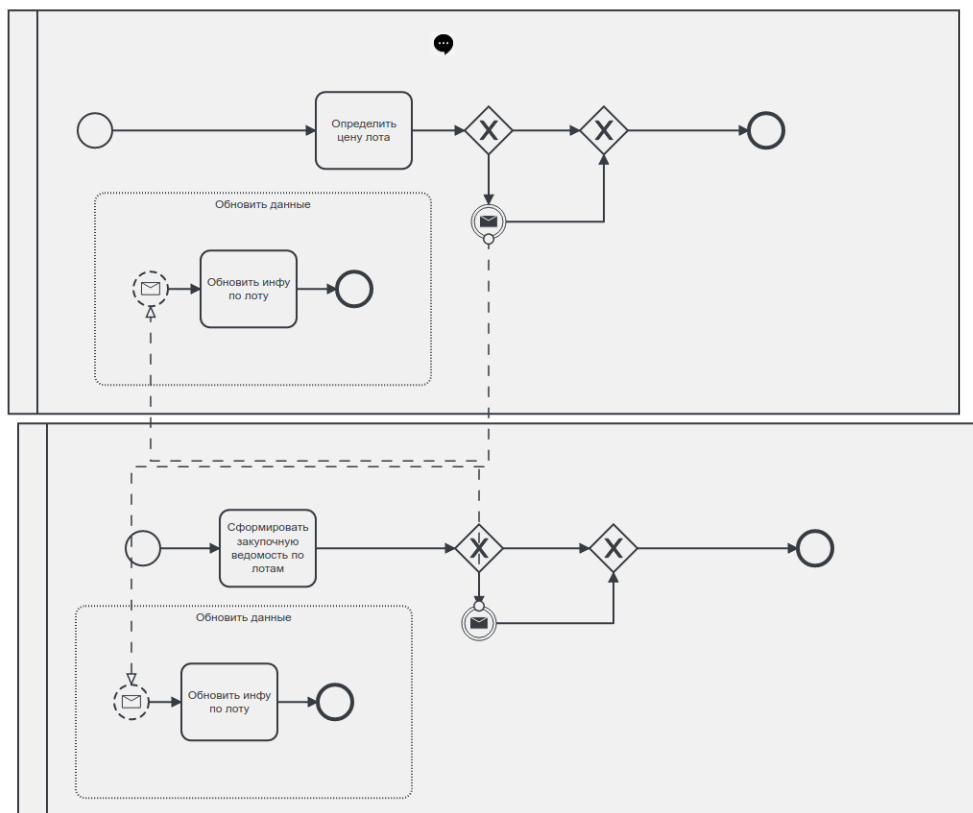 Определить
цену лота
Обновить данные
Обновить инфу
по лоту
Сформировать
закупочную
ведомость по
лотам
Обновить данные
Обновить инфу
по лоту